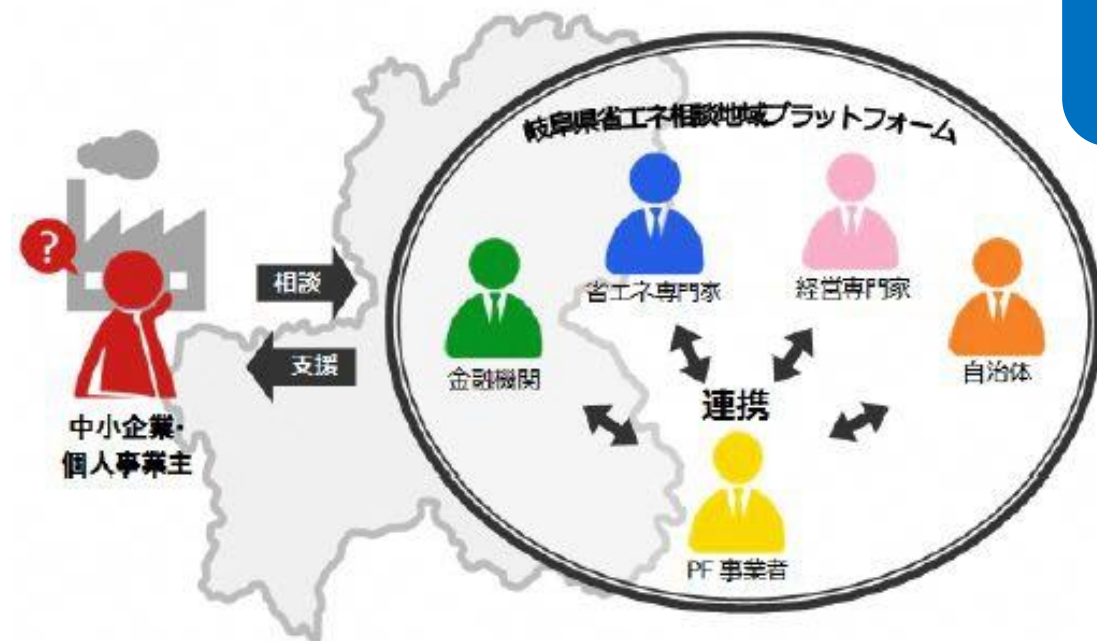 岐阜県省エネ相談地域プラットフォーム
?
相談
支援
中小企業・
個人事業主
金融機関
省エネ専門家
経営専門家
自治体
連携
PF 事業者